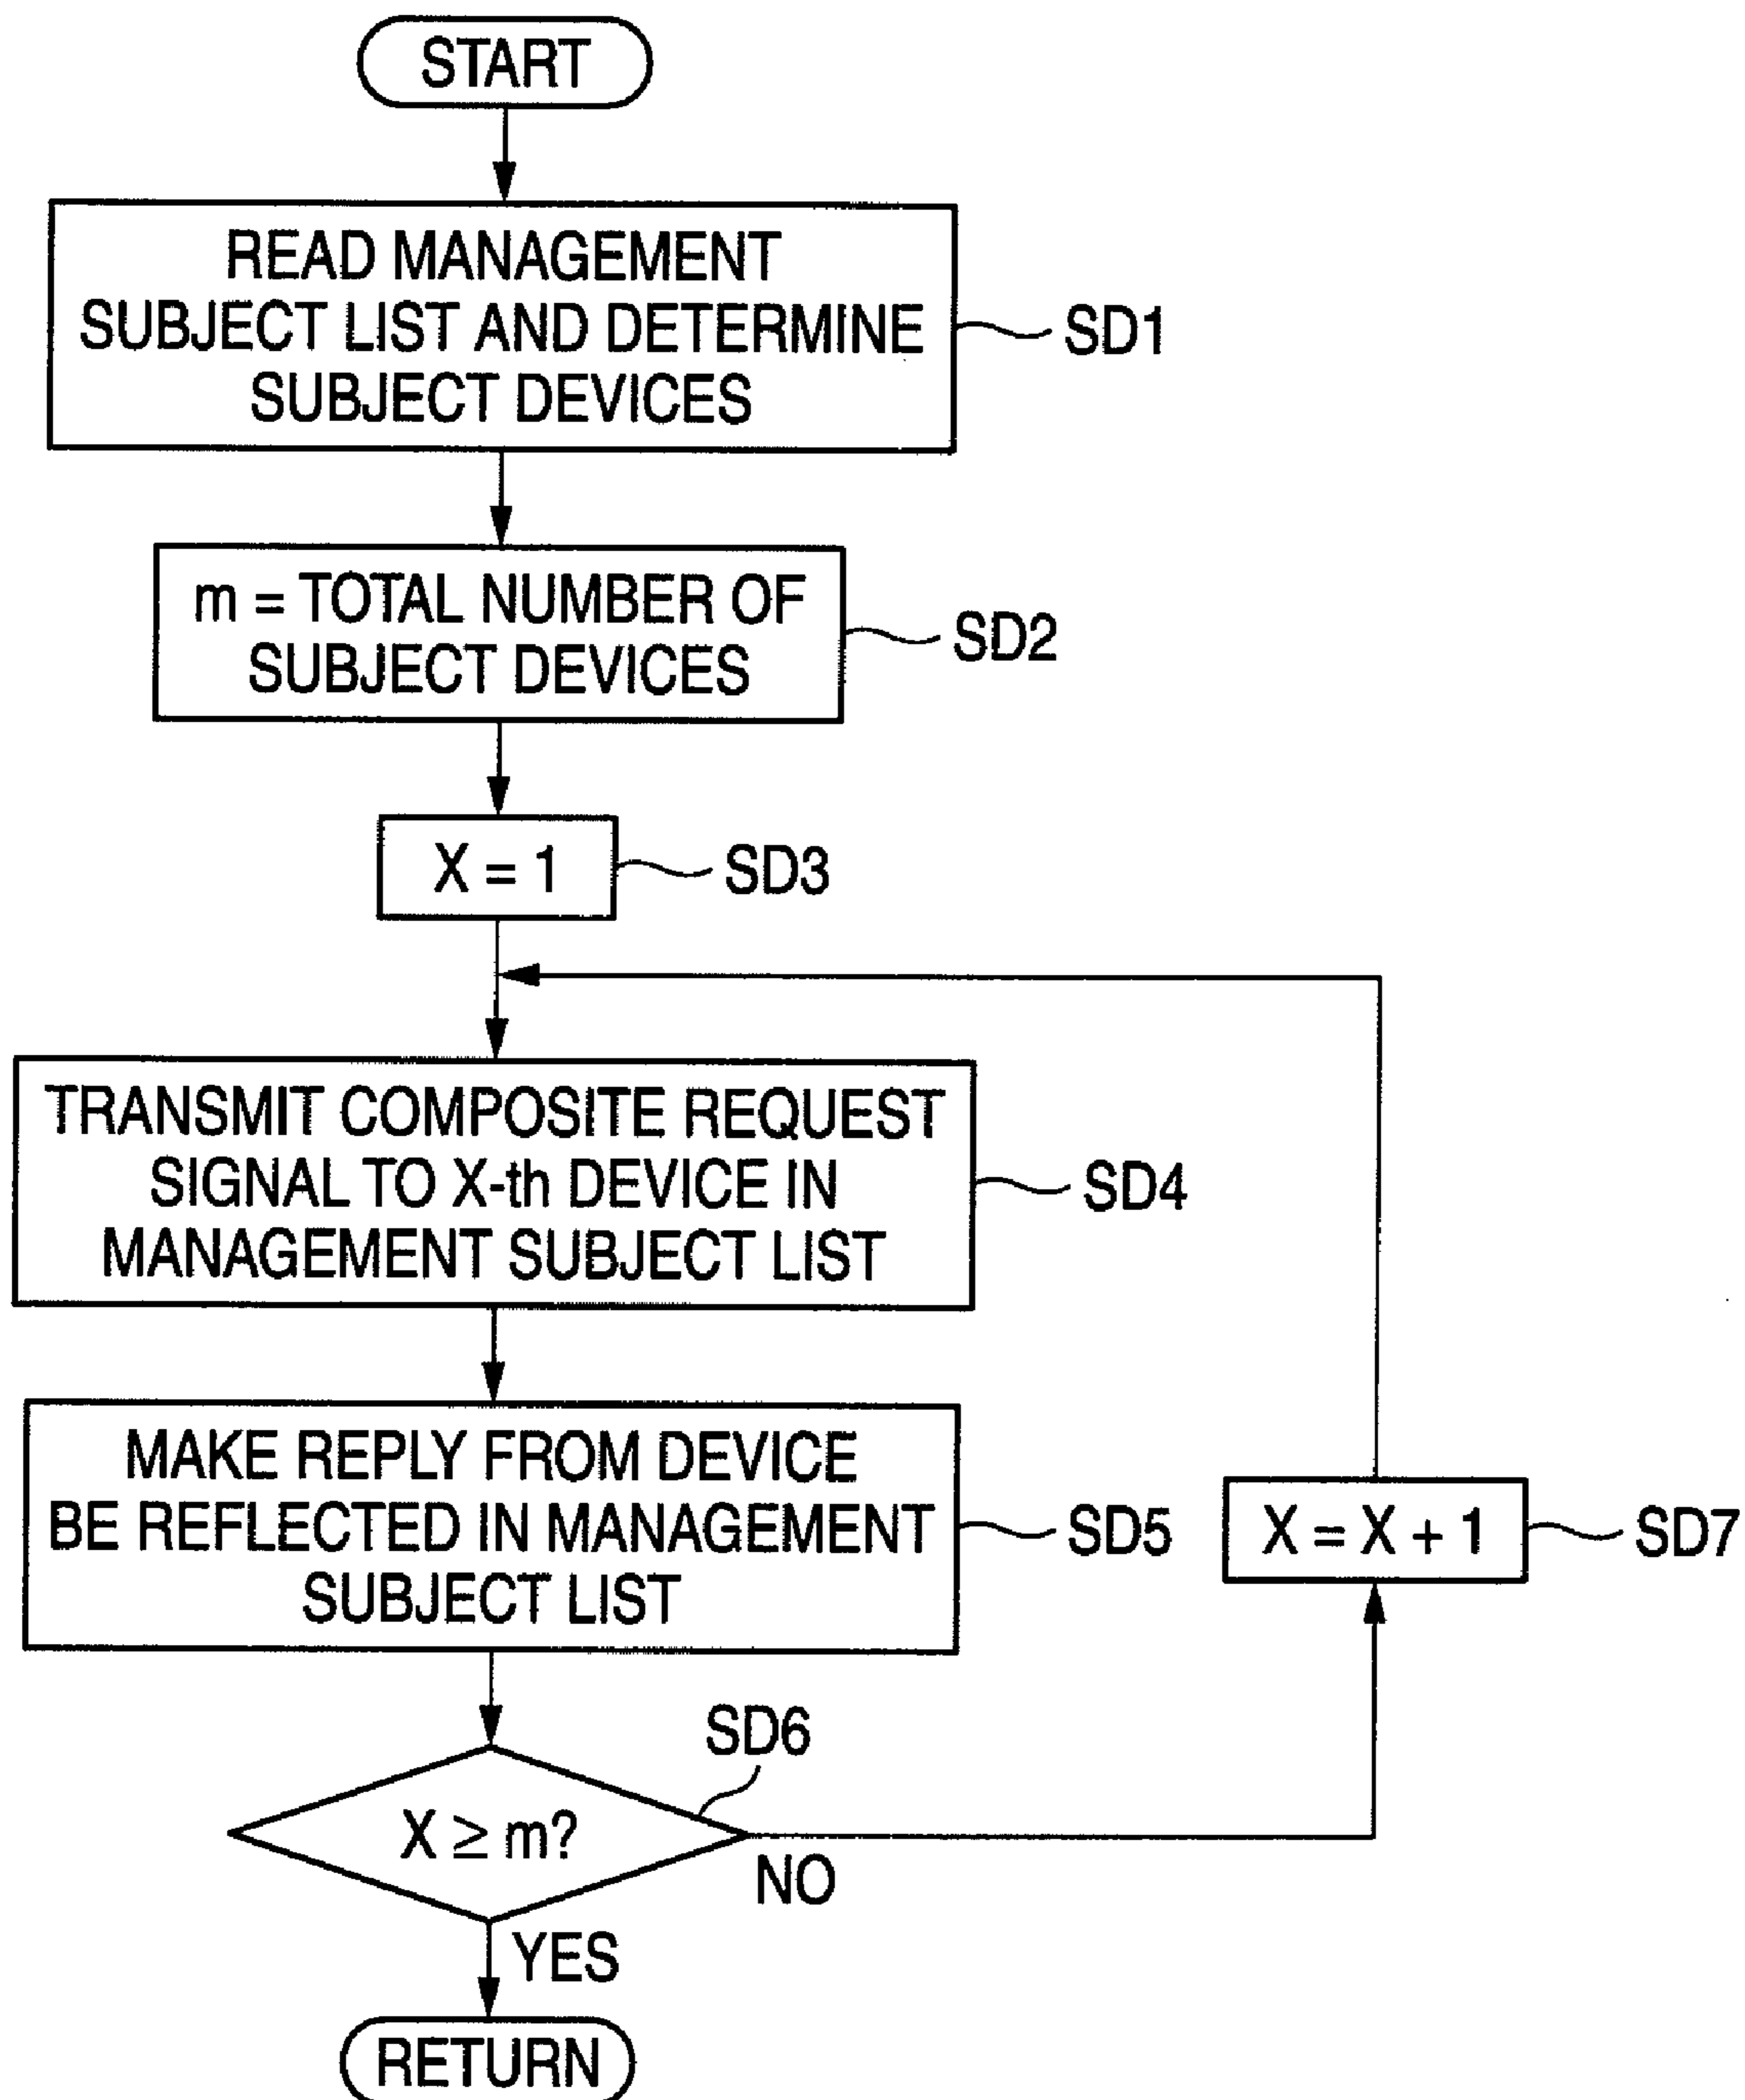 START
READ MANAGEMENT
SUBJECT LIST AND DETERMINE
SUBJECT DEVICES
SD1
m = TOTAL NUMBER OF
SUBJECT DEVICES
SD2
X = 1
SD3
TRANSMIT COMPOSITE REQUEST
SIGNAL TO X-th DEVICE IN
MANAGEMENT SUBJECT LIST
SD4
MAKE REPLY FROM DEVICE
BE REFLECTED IN MANAGEMENT
SUBJECT LIST
SD5
X = X + 1
SD7
SD6
X ≥ m?
NO
YES
RETURN